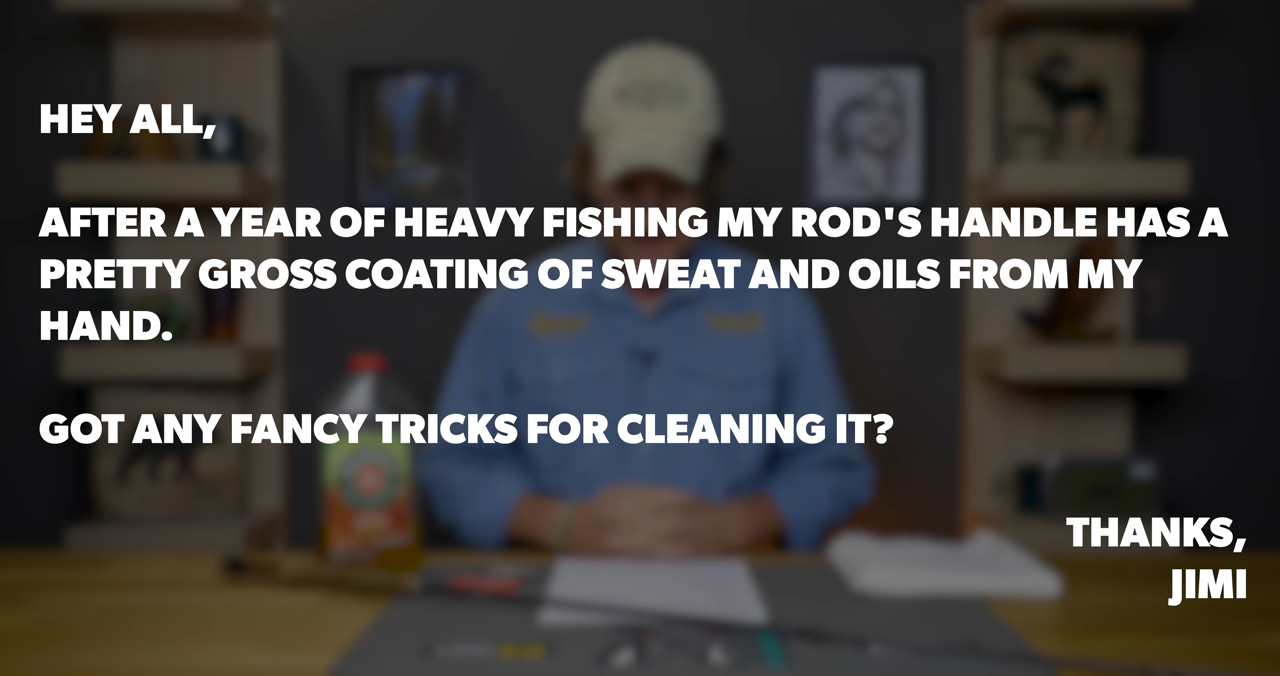 HEY ALL,
AFTER A YEAR OF HEAVY FISHING MY ROD'S HANDLE HAS A
PRETTY GROSS COATING OF SWEAT AND OILS FROM MY
HAND.
GOT ANY FANCY TRICKS FOR CLEANING IT?
THANKS,
JIMI